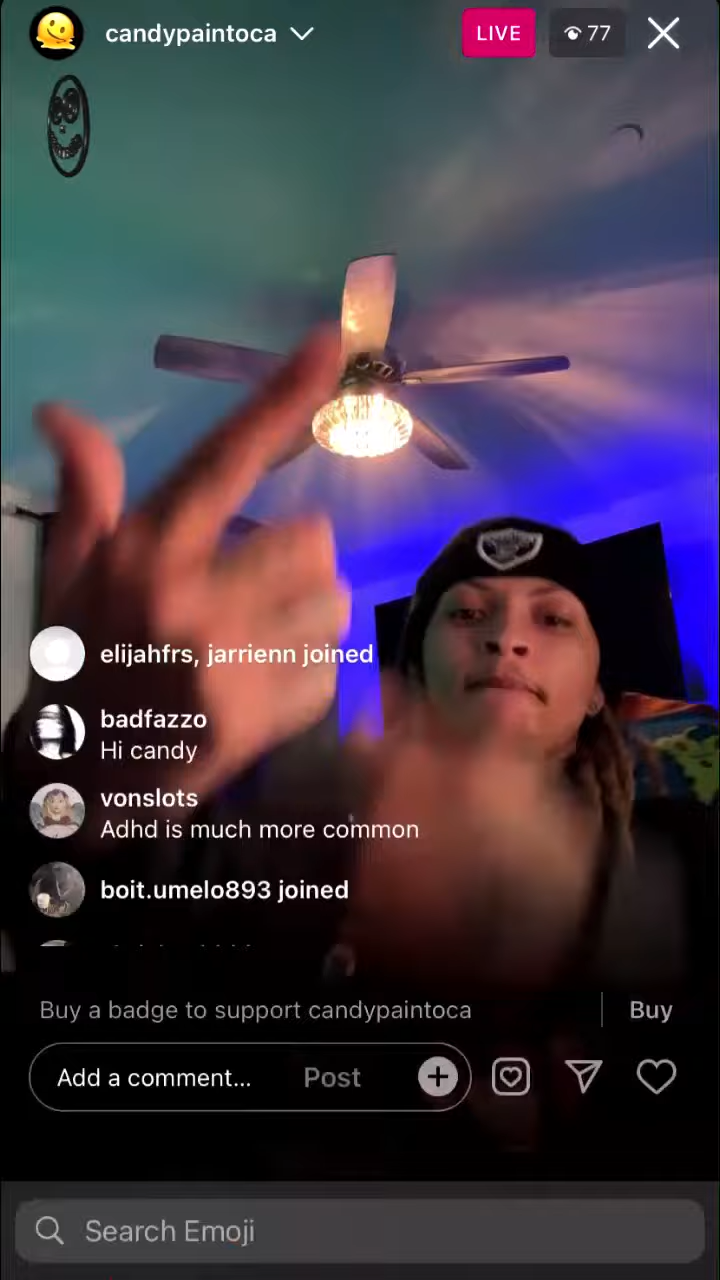 candypaintoca
LIVE
77
elijahfrs, jarrienn joined
badfazzo
Hi candy
vonslots
Adhd is much more common
boit.umelo893 joined
Buy a badge to support candypaintoca
Buy
Add a comment...
Post
Search Emoji